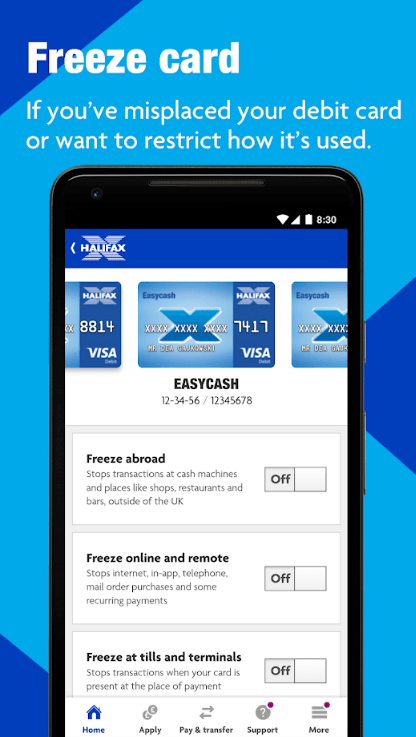 Freeze card
If you've misplaced your debit card
or want to restrict how it's used.
8:30
HALIFAX
HALIFAX
8814
VISA
Debit
Easycash
HALIFAX
XXXX XXXX XXXX 7417
MR DEA GAJKOWSKI
VISA
Debit
Easycash
XXXX XXXX
MR DEA
EASYCASH
12-34-56 / 12345678
Freeze abroad
Stops transactions at cash machines
and places like shops, restaurants and
bars, outside of the UK
Off
Freeze online and remote
Stops internet, in-app, telephone,
mail order purchases and some
recurring payments
Off
Freeze at tills and terminals
Stops transactions when your card is
present at the place of payment
Off
Home
Apply
Pay & transfer
Support
More